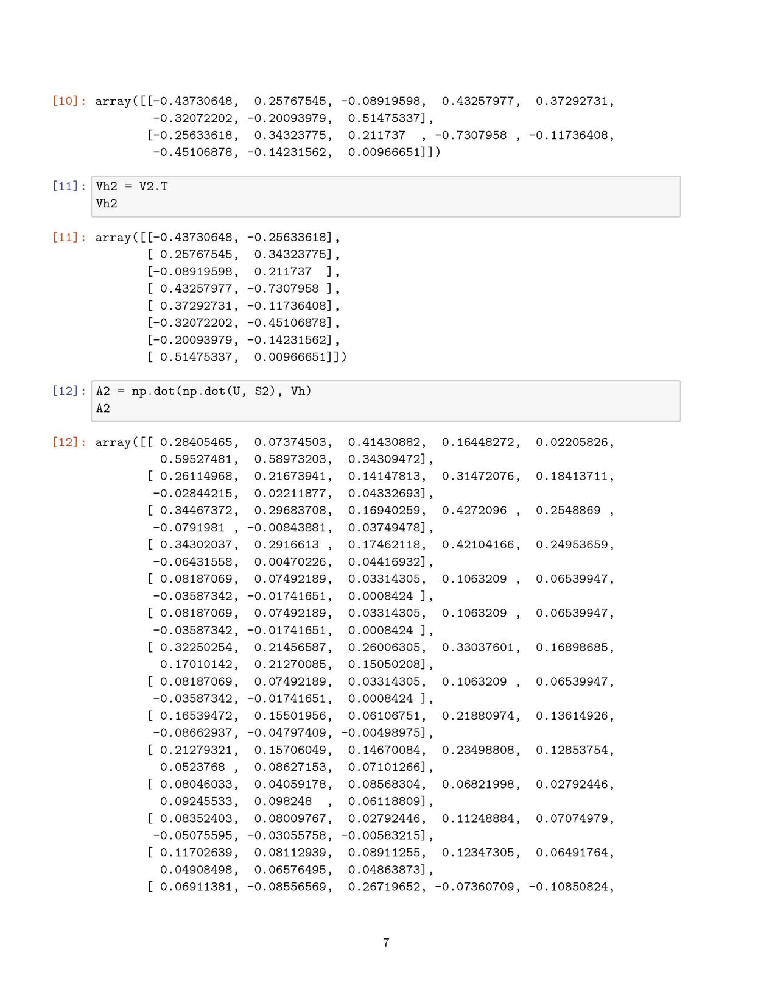 [10]: array([[-0.43730648,  0.25767545, -0.08919598,  0.43257977,  0.37292731,
-0.32072202, -0.20093979,  0.51475337],
[-0.25633618,  0.34323775,  0.211737  , -0.7307958 , -0.11736408,
-0.45106878, -0.14231562,  0.00966651]])
[11]: Vh2 = V2.T
Vh2
[11]: array([[-0.43730648, -0.25633618],
[ 0.25767545,  0.34323775],
[-0.08919598,  0.211737  ],
[ 0.43257977, -0.7307958 ],
[ 0.37292731, -0.11736408],
[-0.32072202, -0.45106878],
[-0.20093979, -0.14231562],
[ 0.51475337,  0.00966651]])
[12]: A2 = np.dot(np.dot(U, S2), Vh)
A2
[12]: array([[ 0.28405465,  0.07374503,  0.41430882,  0.16448272,  0.02205826,
0.59527481,  0.58973203,  0.34309472],
[ 0.26114968,  0.21673941,  0.14147813,  0.31472076,  0.18413711,
-0.02844215,  0.02211877,  0.04332693],
[ 0.34467372,  0.29683708,  0.16940259,  0.4272096 ,  0.2548869 ,
-0.0791981 , -0.00843881,  0.03749478],
[ 0.34302037,  0.2916613 ,  0.17462118,  0.42104166,  0.24953659,
-0.06431558,  0.00470226,  0.04416932],
[ 0.08187069,  0.07492189,  0.03314305,  0.1063209 ,  0.06539947,
-0.03587342, -0.01741651,  0.0008424 ],
[ 0.08187069,  0.07492189,  0.03314305,  0.1063209 ,  0.06539947,
-0.03587342, -0.01741651,  0.0008424 ],
[ 0.32250254,  0.21456587,  0.26006305,  0.33037601,  0.16898685,
0.17010142,  0.21270085,  0.15050208],
[ 0.08187069,  0.07492189,  0.03314305,  0.1063209 ,  0.06539947,
-0.03587342, -0.01741651,  0.0008424 ],
[ 0.16539472,  0.15501956,  0.06106751,  0.21880974,  0.13614926,
-0.08662937, -0.04797409, -0.00498975],
[ 0.21279321,  0.15706049,  0.14670084,  0.23498808,  0.12853754,
0.0523768 ,  0.08627153,  0.07101266],
[ 0.08046033,  0.04059178,  0.08568304,  0.06821998,  0.02792446,
0.09245533,  0.098248  ,  0.06118809],
[ 0.08352403,  0.08009767,  0.02792446,  0.11248884,  0.07074979,
-0.05075595, -0.03055758, -0.00583215],
[ 0.11702639,  0.08112939,  0.08911255,  0.12347305,  0.06491764,
0.04908498,  0.06576495,  0.04863873],
[ 0.06911381, -0.08556569,  0.26719652, -0.07360709, -0.10850824,
7